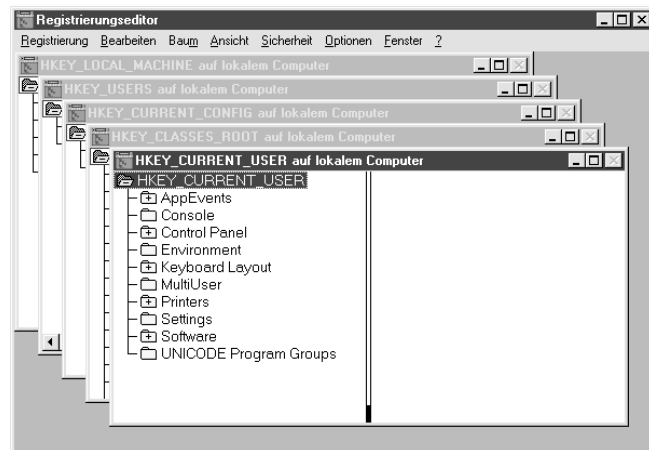 Registrierungseditor
Registrierung Bearbeiten Baum Ansicht Sicherheit Optionen Fenster ?
HKEY_LOCAL_MACHINE auf lokalem Computer
HKEY_USERS auf lokalem Computer
HKEY_CURRENT_CONFIG auf lokalem Computer
HKEY_CLASSES_ROOT auf lokalem Computer
HKEY_CURRENT_USER auf lokalem Computer
HKEY_CURRENT_USER
AppEvents
Console
Control Panel
Environment
Keyboard Layout
MultiUser
Printers
Settings
Software
UNICODE Program Groups